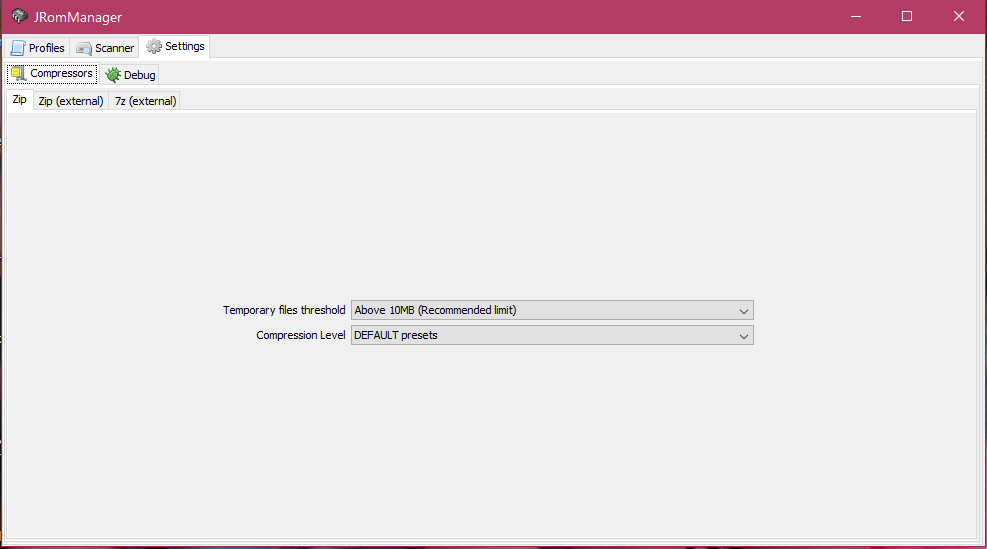 JRomManager
Profiles Scanner Settings
Compressors Debug
Zip Zip (external) 7z (external)
Temporary files threshold Above 10MB (Recommended limit)
Compression Level DEFAULT presets